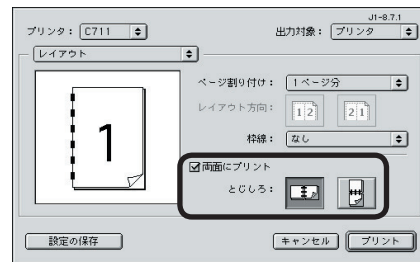 J1-8.7.1
プリンタ： C711 出力対象： プリンタ
レイアウト
ページ割り付け： 1 ページ分
レイアウト方向： 1 2 2 1
枠線： なし
1
両面にプリント
とじしろ：
設定の保存 キャンセル プリント